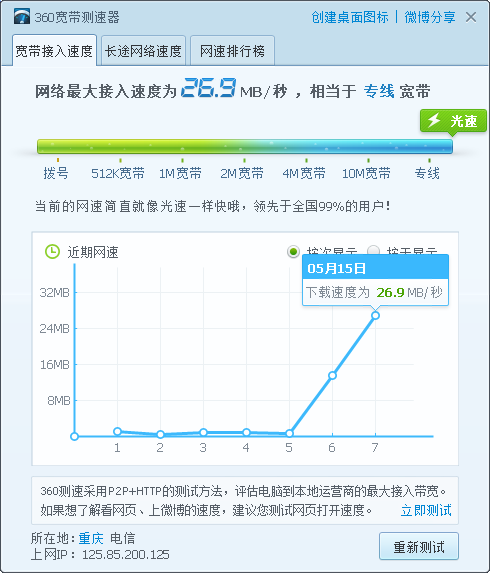 360宽带测速器
创建桌面图标 | 微博分享
宽带接入速度 长途网络速度 网速排行榜
网络最大接入速度为 26.9 MB/秒 ，相当于 专线 宽带
光速
拨号 512K宽带 1M宽带 2M宽带 4M宽带 10M宽带 专线
当前的网速简直就像光速一样快哦，领先于全国99%的用户！
近期网速 按次显示
05月15日
下载速度为 26.9 MB/秒
32MB
24MB
16MB
8MB
1 2 3 4 5 6 7
360测速采用P2P+HTTP的测试方法，评估电脑到本地运营商的最大接入带宽。
如果想了解看网页、上微博的速度，建议您测试网页打开速度。 立即测试
所在地:重庆 电信
上网IP：125.85.200.125
重新测试